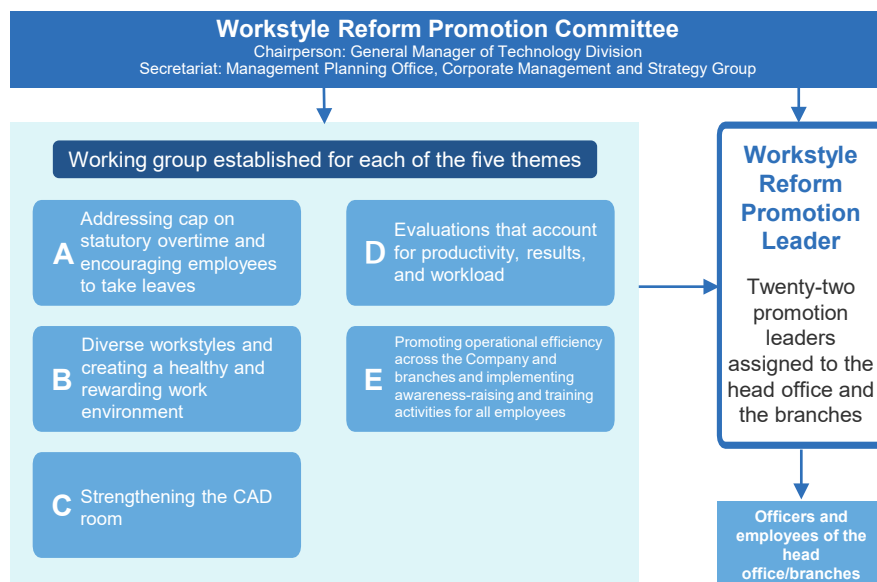 Workstyle Reform Promotion Committee
Chairperson: General Manager of Technology Division
Secretariat: Management Planning Office, Corporate Management and Strategy Group
Working group established for each of the five themes
A
Addressing cap on
statutory overtime and
encouraging employees
to take leaves
B
Diverse workstyles and
creating a healthy and
rewarding work
environment
C
Strengthening the CAD
room
D
Evaluations that account
for productivity, results,
and workload
E
Promoting operational efficiency
across the Company and
branches and implementing
awareness-raising and training
activities for all employees
Workstyle
Reform
Promotion
Leader
Twenty-two
promotion
leaders
assigned to the
head office and
the branches
Officers and
employees of the
head
office/branches